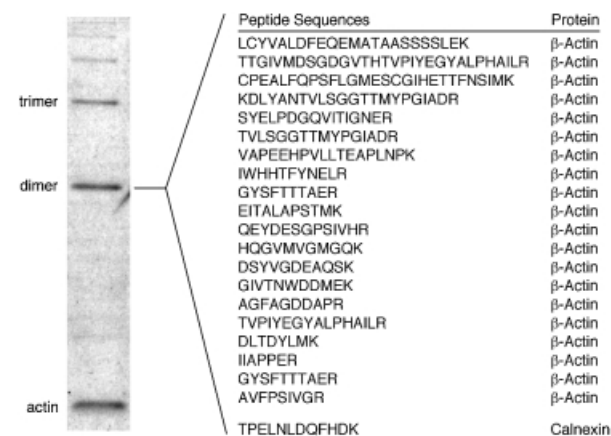 Peptide Sequences Protein
LCYVALDFEQEMATAASSSSLEK β-Actin
TTGIVMDSGDGVTHTVPIYEGYALPHAILR β-Actin
CPEALFQPSFLGMESCGIHETTFNSIMK β-Actin
trimer KDLYANTVLSGGTTMYPGIADR β-Actin
SYELPDGQVITIGNER β-Actin
TVLSGGTTMYPGIADR β-Actin
VAPEEHPVLLTEAPLNPK β-Actin
IWHHTFYNELR β-Actin
dimer GYSFTTTAER β-Actin
EITALAPSTMK β-Actin
QEYDESGPSIVHR β-Actin
HQGVMVGMGQK β-Actin
DSYVGDEAQSK β-Actin
GIVTNWDDMEK β-Actin
AGFAGDDAPR β-Actin
TVPIYEGYALPHAILR β-Actin
DLTDYLMK β-Actin
IIAPPER β-Actin
GYSFTTTAER β-Actin
actin AVFPSIVGR β-Actin
TPELNLDQFHDK Calnexin